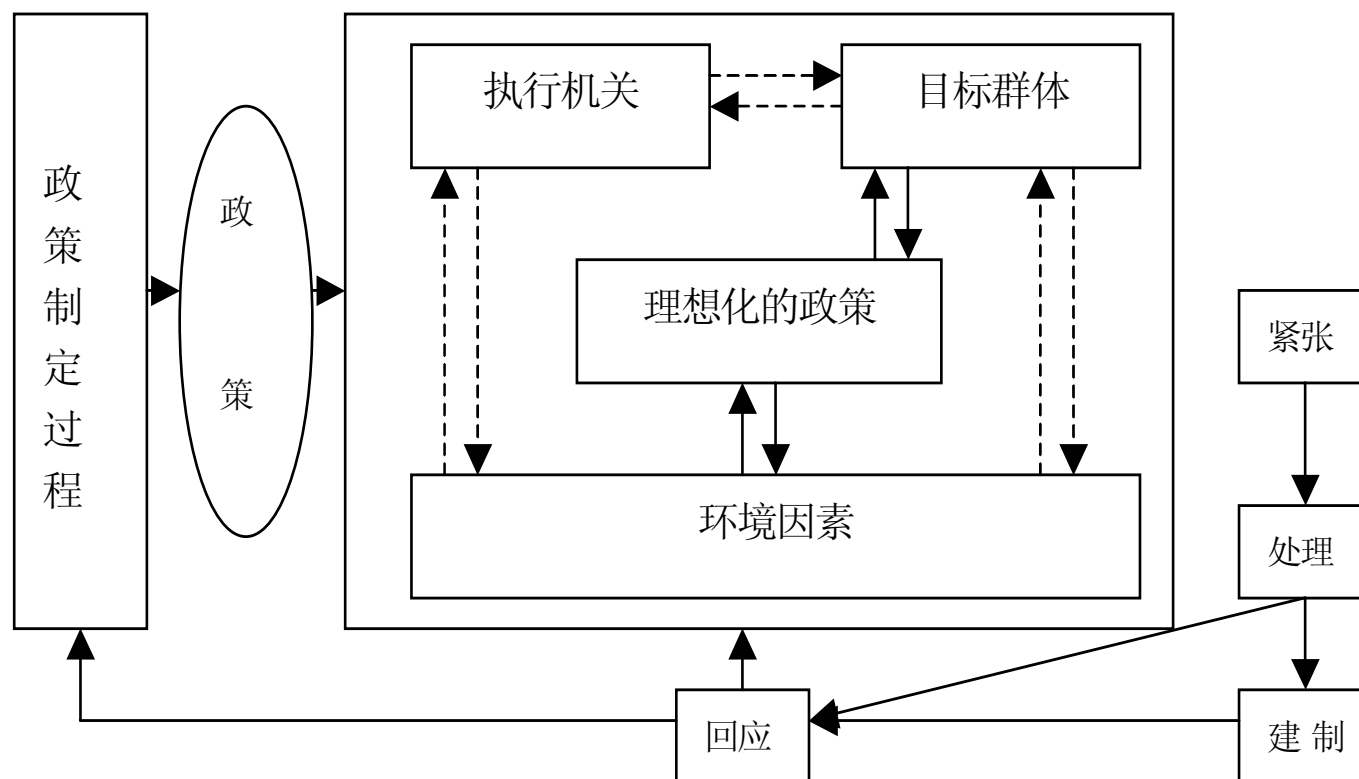 政策制定过程
政策
执行机关
目标群体
理想化的政策
环境因素
紧张
处理
回应
建 制